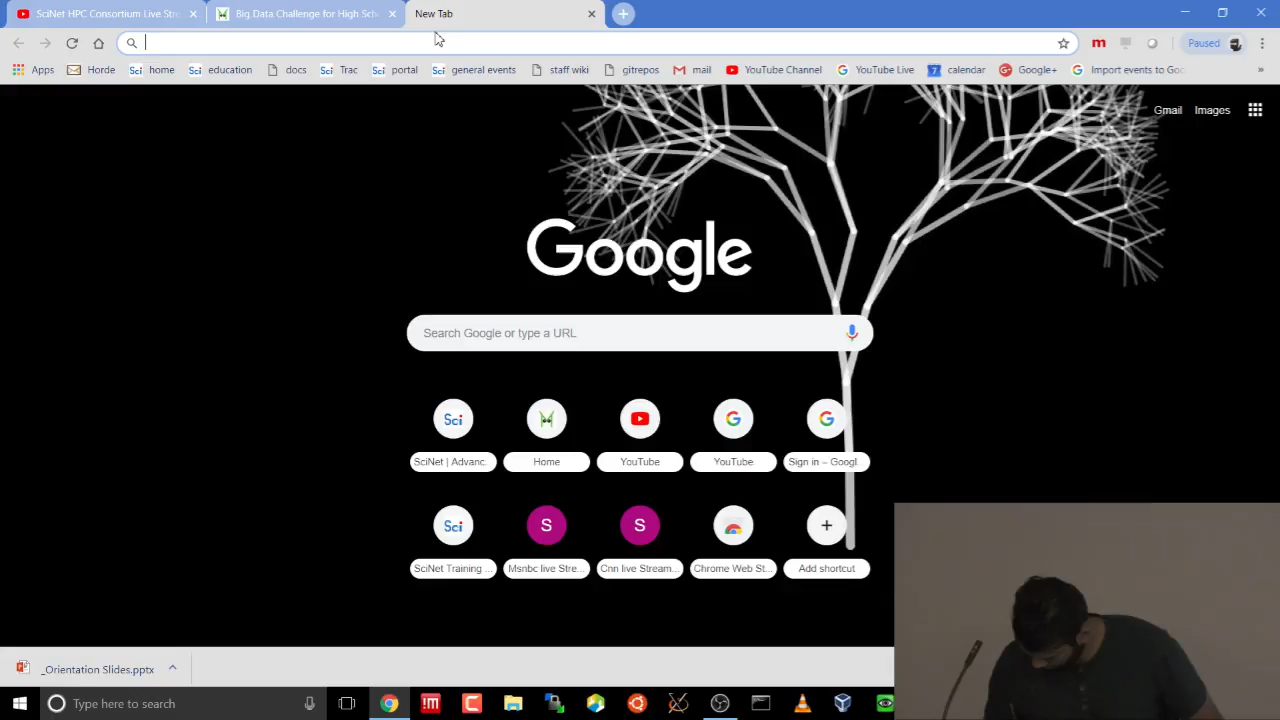 SciNet HPC Consortium Live Stre
Big Data Challenge for High Sch
New Tab
Paused
Apps
Horde
home
education
docs
Trac
portal
general events
staff wiki
gitrepos
mail
YouTube Channel
YouTube Live
calendar
Google+
Import events to Goo
»
Gmail
Images
Google
Search Google or type a URL
Sci
SciNet | Advanc...
Home
YouTube
YouTube
Sign in – Googl...
Sci
S
S
SciNet Training ...
Msnbc live Stre...
Cnn live Stream...
Chrome Web St...
Add shortcut
_Orientation Slides.pptx
Type here to search